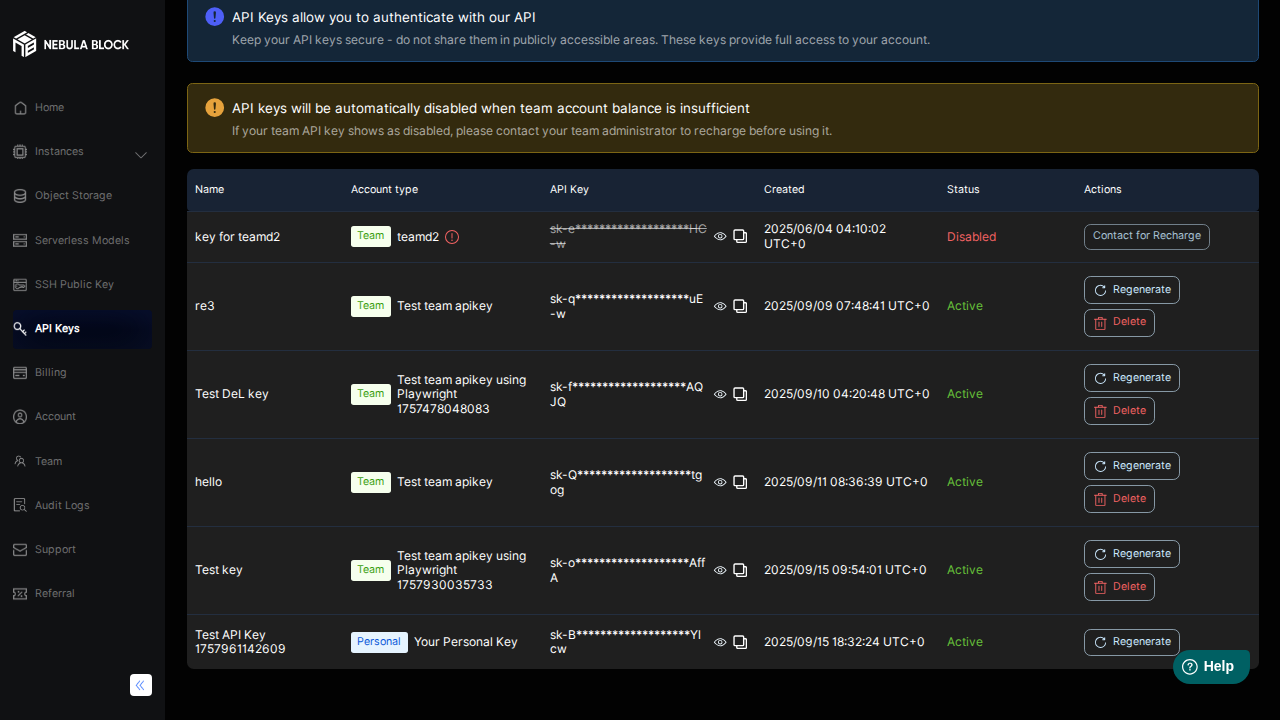 NEBULA BLOCK
Home
Instances
Object Storage
Serverless Models
SSH Public Key
API Keys
Billing
Account
Team
Audit Logs
Support
Referral
API Keys allow you to authenticate with our API
Keep your API keys secure - do not share them in publicly accessible areas. These keys provide full access to your account.
API keys will be automatically disabled when team account balance is insufficient
If your team API key shows as disabled, please contact your team administrator to recharge before using it.
Name Account type API Key Created Status Actions
key for teamd2 Team teamd2 sk-e*******************HC 2025/06/04 04:10:02 Disabled Contact for Recharge
-w UTC+0
re3 Team Test team apikey sk-q*******************uE 2025/09/09 07:48:41 UTC+0 Active Regenerate
-w Delete
Test DeL key Team Test team apikey using sk-f*******************AQ 2025/09/10 04:20:48 UTC+0 Active Regenerate
Playwright JQ Delete
1757478048083
hello Team Test team apikey sk-Q*******************tg 2025/09/11 08:36:39 UTC+0 Active Regenerate
og Delete
Test key Team Test team apikey using sk-o*******************Aff 2025/09/15 09:54:01 UTC+0 Active Regenerate
Playwright A Delete
1757930035733
Test API Key Personal Your Personal Key sk-B*******************YI 2025/09/15 18:32:24 UTC+0 Active Regenerate
1757961142609 cw
Help